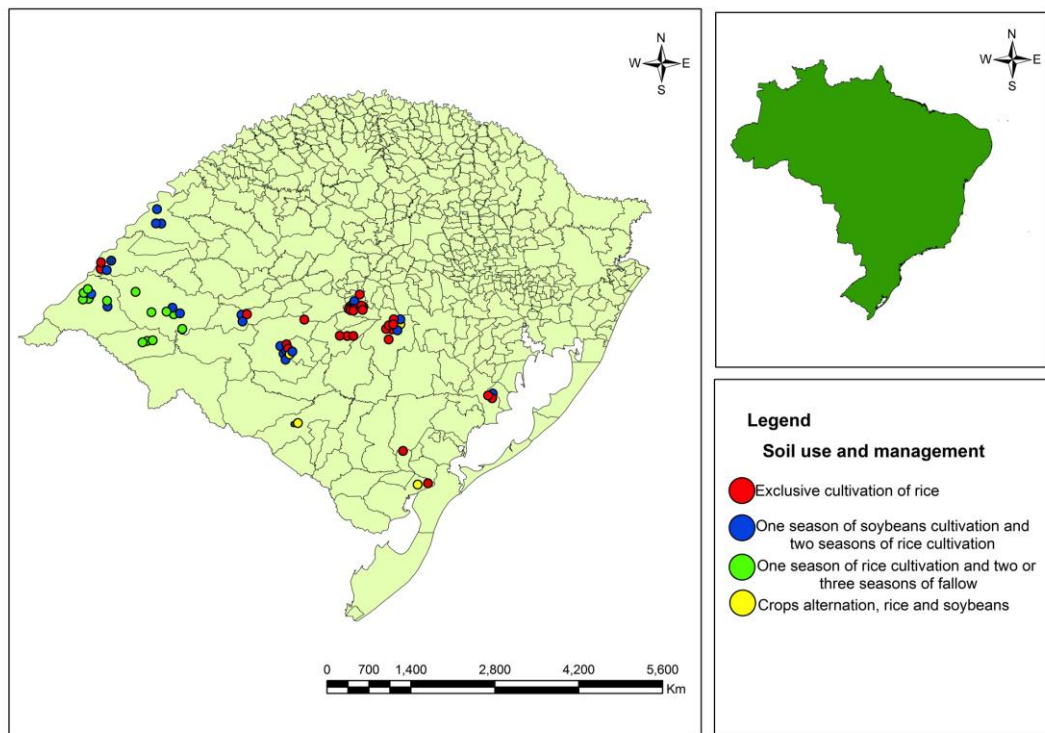 N
W E
S
0 700 1,400 2,800 4,200 5,600
Km
N
W E
S
Legend
Soil use and management
Exclusive cultivation of rice
One season of soybeans cultivation and
two seasons of rice cultivation
One season of rice cultivation and two or
three seasons of fallow
Crops alternation, rice and soybeans